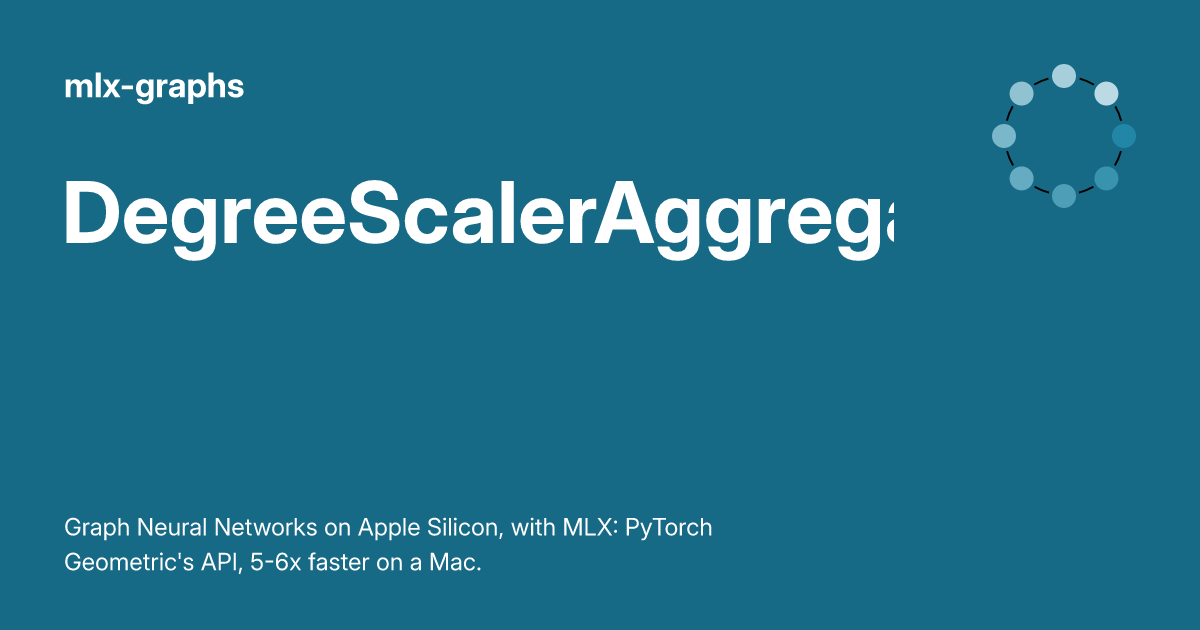 mlx-graphs
DegreeScalerAggrega
Graph Neural Networks on Apple Silicon, with MLX: PyTorch
Geometric's API, 5-6x faster on a Mac.